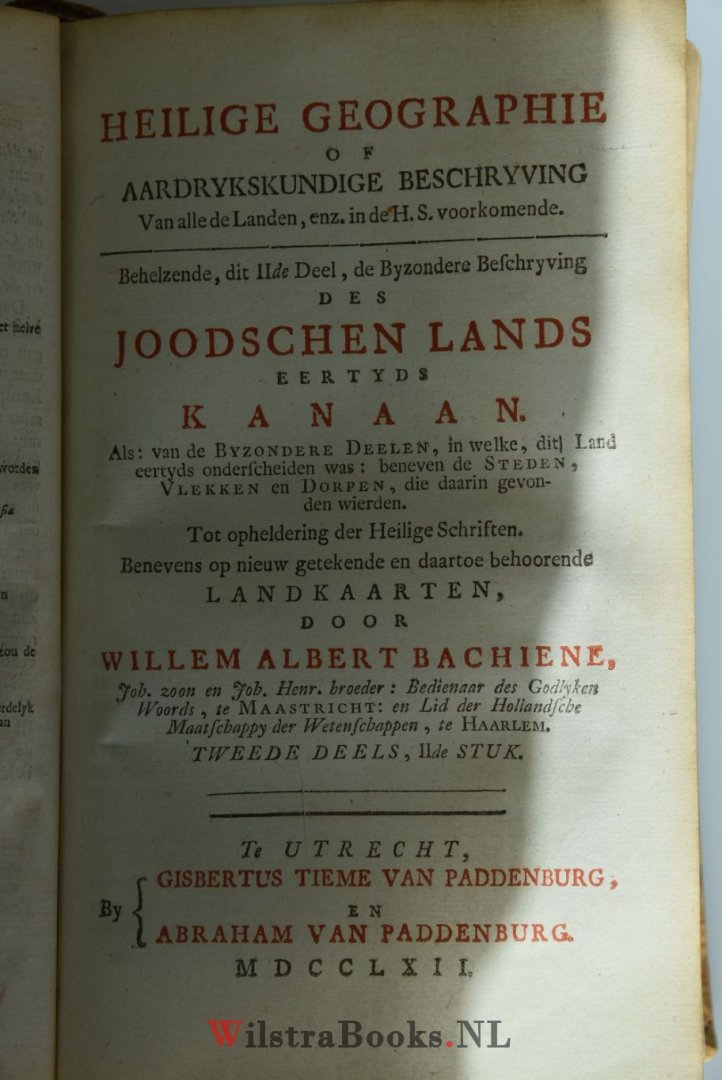 HEILIGE GEOGRAPHIE
OF
AARDRYKSKUNDIGE BESCHRYVING
Van alle de Landen, enz. in de H. S. voorkomende.
Behelzende, dit IIde Deel, de Byzondere Beſchryving
DES
JOODSCHEN LANDS
EERTYDS
KANAAN.
Als: van de BYZONDERE DEELEN, in welke, dit Land
eertyds onderſcheiden was: beneven de STEDEN,
VLEKKEN en DORPEN, die daarin gevon-
den wierden.
Tot opheldering der Heilige Schriften.
Benevens op nieuw getekende en daartoe behoorende
LANDKAARTEN,
DOOR
WILLEM ALBERT BACHIENE,
Joh. zoon en Joh. Henr. broeder: Bedienaar des Godlyken
Woords, te MAASTRICHT: en Lid der Hollandſche
Maatſchappy der Wetenſchappen, te HAARLEM.
TWEEDE DEELS, IIde STUK.
Te UTRECHT,
By GISBERTUS TIEME VAN PADDENBURG,
EN
ABRAHAM VAN PADDENBURG.
MDCCLXII.
WilstraBooks.NL